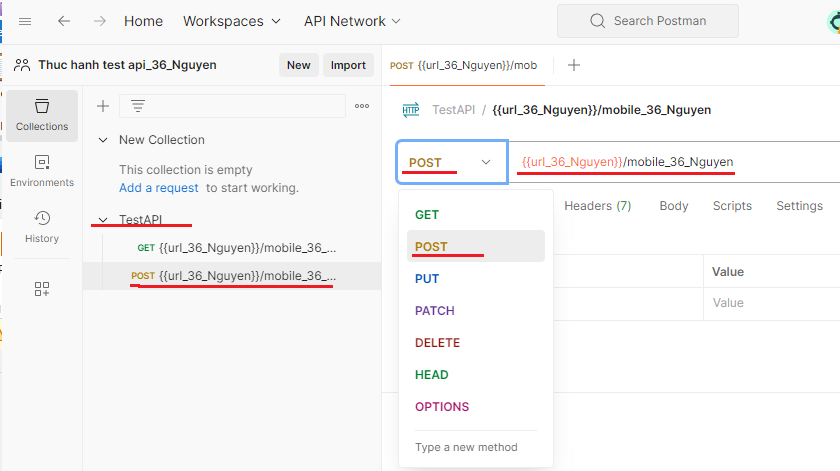 Home Workspaces API Network Search Postman
Thuc hanh test api_36_Nguyen New Import
POST {{url_36_Nguyen}}/mob
Collections
Environments
History
New Collection
This collection is empty
Add a request to start working.
TestAPI
GET {{url_36_Nguyen}}/mobile_36_...
POST {{url_36_Nguyen}}/mobile_36_...
HTTP TestAPI / {{url_36_Nguyen}}/mobile_36_Nguyen
POST {{url_36_Nguyen}}/mobile_36_Nguyen
Headers (7) Body Scripts Settings
GET
POST
PUT
PATCH
DELETE
HEAD
OPTIONS
Type a new method
Value
Value